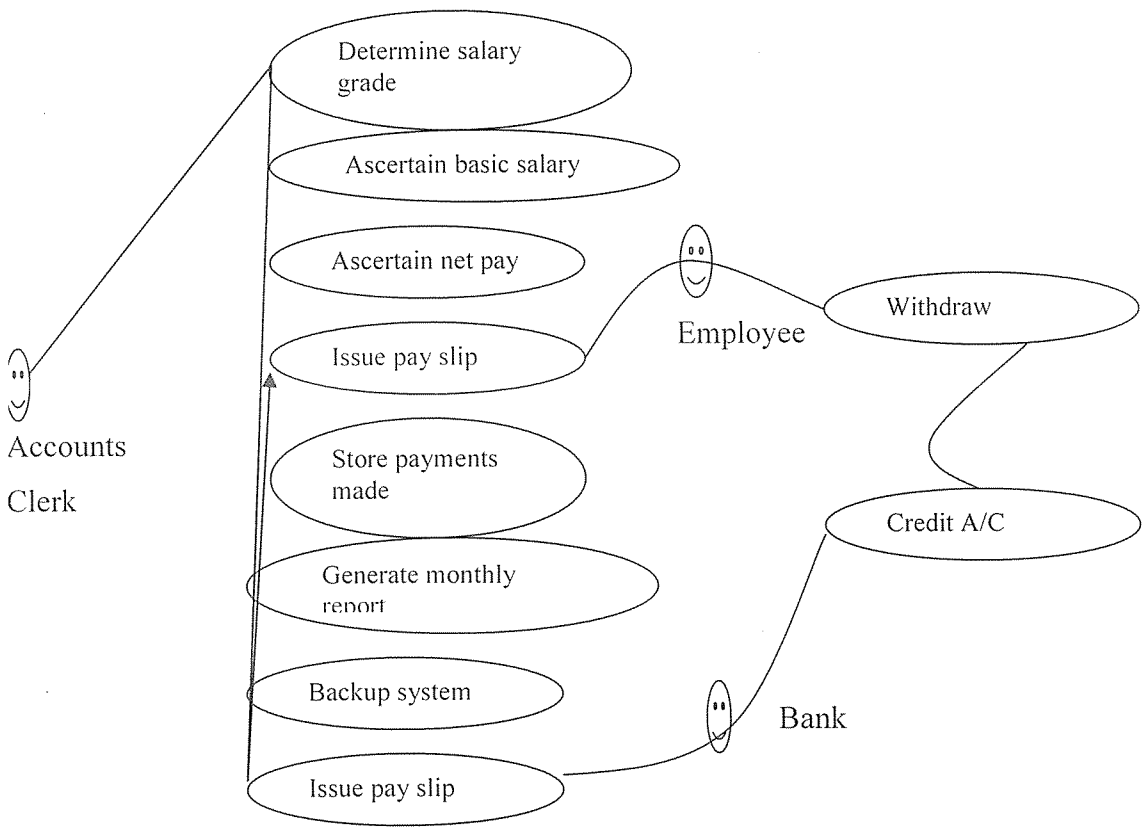 Determine salary
grade
Ascertain basic salary
Ascertain net pay
Issue pay slip
Employee
Withdraw
Accounts
Clerk
Store payments
made
Credit A/C
Generate monthly
report
Backup system
Bank
Issue pay slip